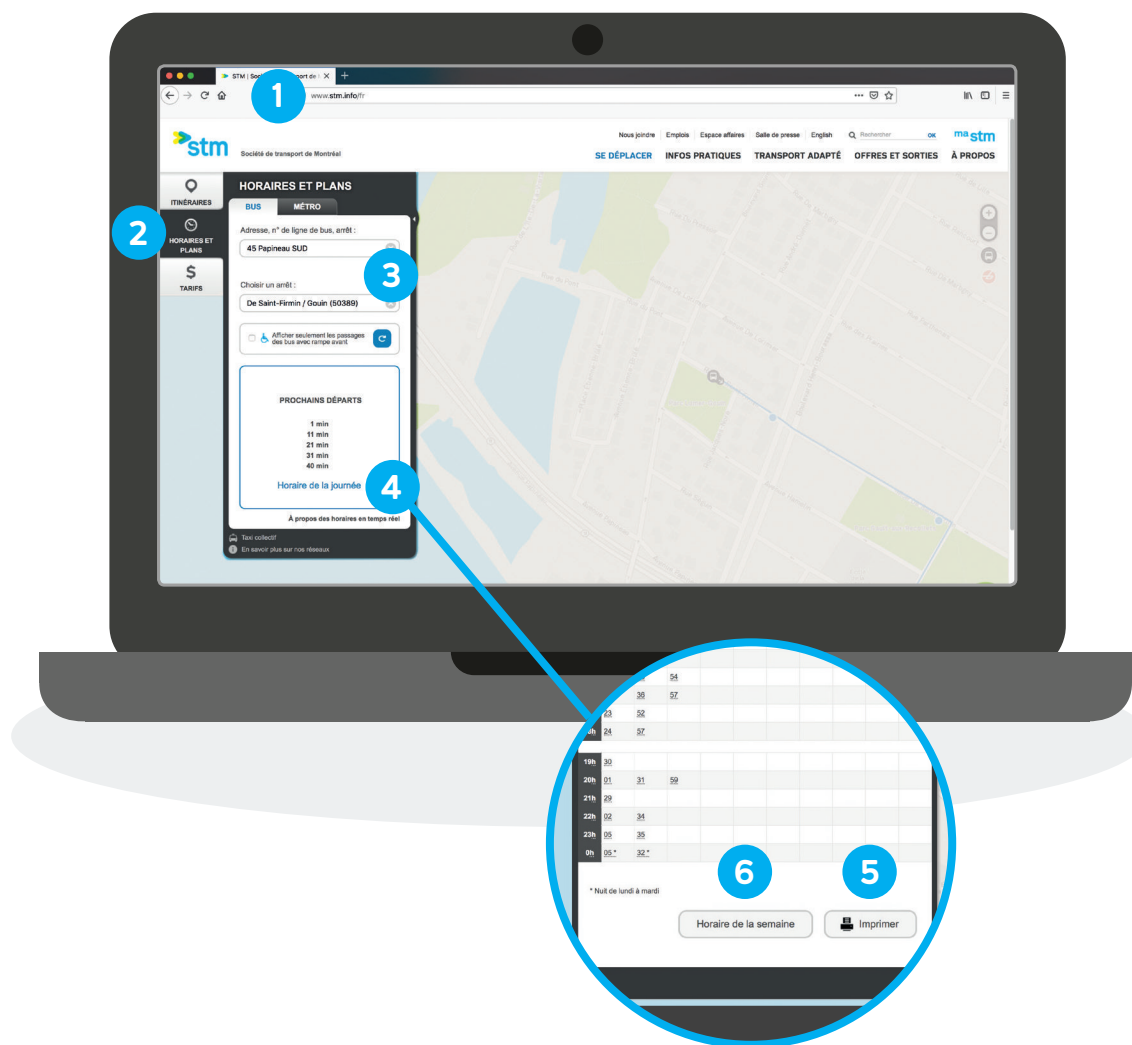 STM | Soc
port de
1
www.stm.info/fr
stm
Société de transport de Montréal
Nous joindre
Emplois
Espace affaires
Salle de presse
English
Rechercher
OK
ma stm
SE DÉPLACER
INFOS PRATIQUES
TRANSPORT ADAPTÉ
OFFRES ET SORTIES
À PROPOS
ITINÉRAIRES
2
HORAIRES ET
PLANS
$
TARIFS
HORAIRES ET PLANS
BUS
MÉTRO
Adresse, n° de ligne de bus, arrêt :
45 Papineau SUD
3
Choisir un arrêt :
De Saint-Firmin / Gouin (50389)
Afficher seulement les passages
des bus avec rampe avant
PROCHAINS DÉPARTS
1 min
11 min
21 min
31 min
40 min
Horaire de la journée
4
À propos des horaires en temps réel
Taxi collectif
En savoir plus sur nos réseaux
54
36 57
23 52
24 57
19h 30
20h 01 31 59
21h 29
22h 02 34
23h 05 35
0h 05 * 32 *
* Nuit de lundi à mardi
6
5
Horaire de la semaine
Imprimer